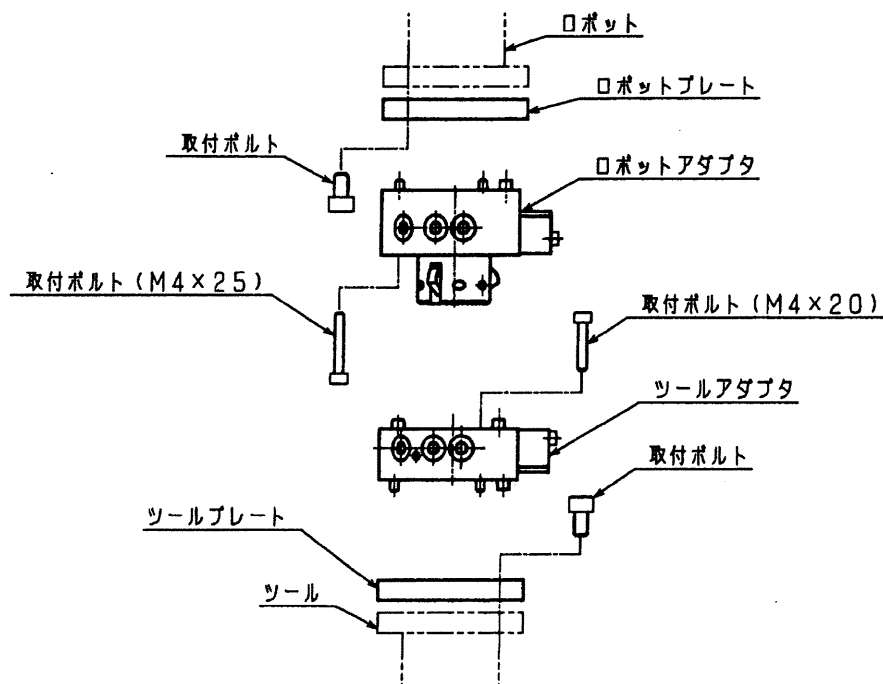 ロボット
ロボットプレート
取付ボルト
ロボットアダプタ
取付ボルト(M4×25)
取付ボルト(M4×20)
ツールアダプタ
取付ボルト
ツールプレート
ツール